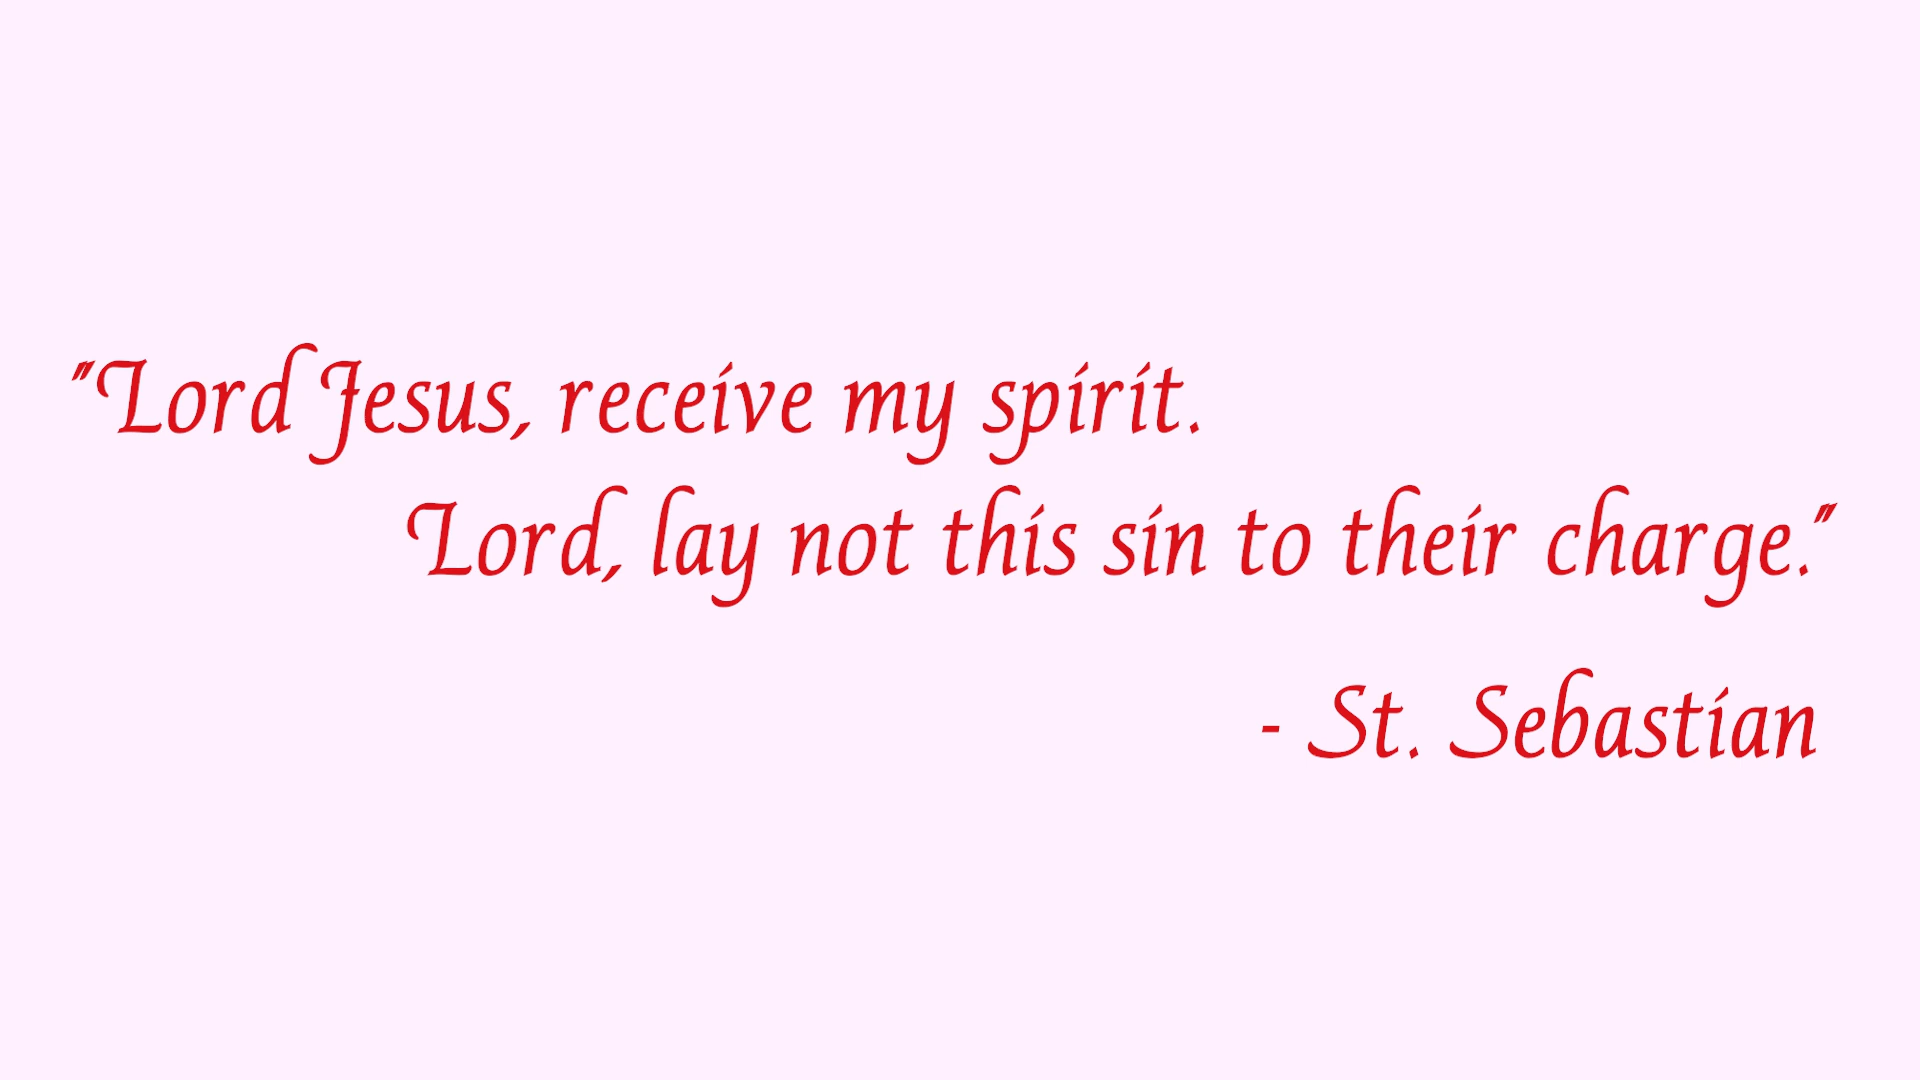 "Lord Jesus, receive my spirit.
Lord, lay not this sin to their charge."
- St. Sebastian